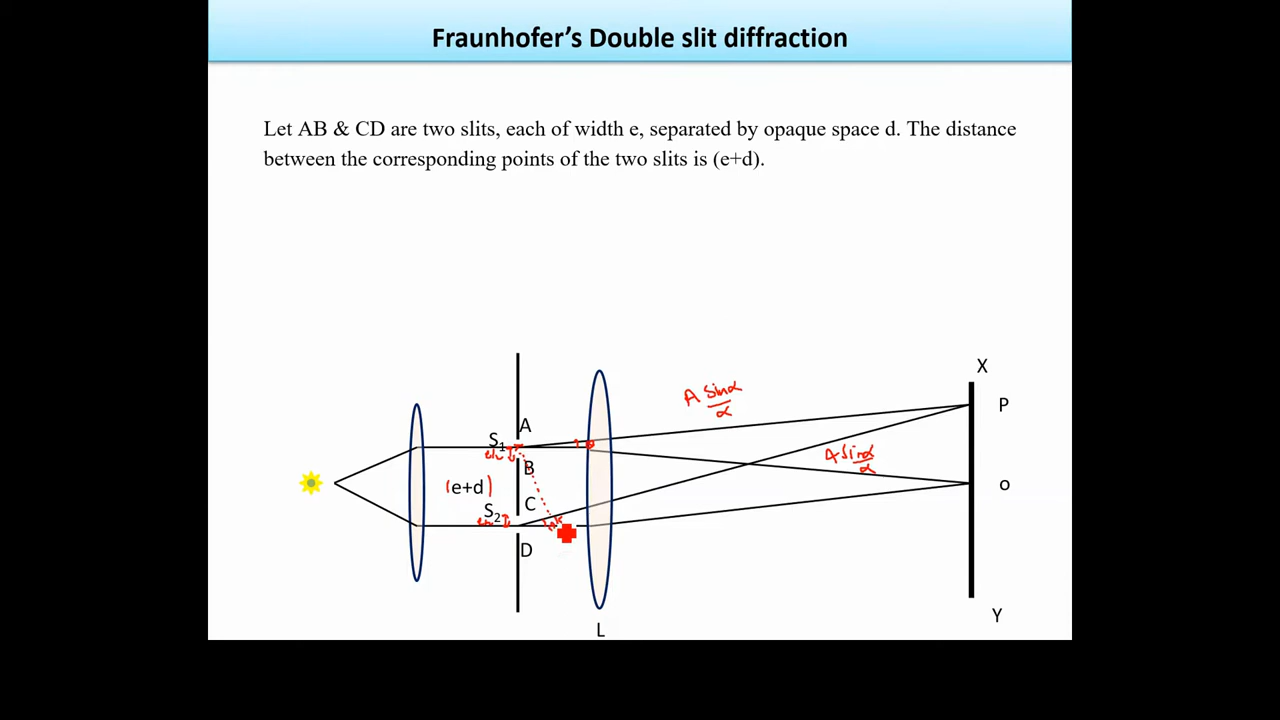 Fraunhofer's Double slit diffraction
Let AB & CD are two slits, each of width e, separated by opaque space d. The distance
between the corresponding points of the two slits is (e+d).
X
A sinα/α
P
A
S1
B
A sinα/α
(e+d)
o
C
S2
D
Y
L